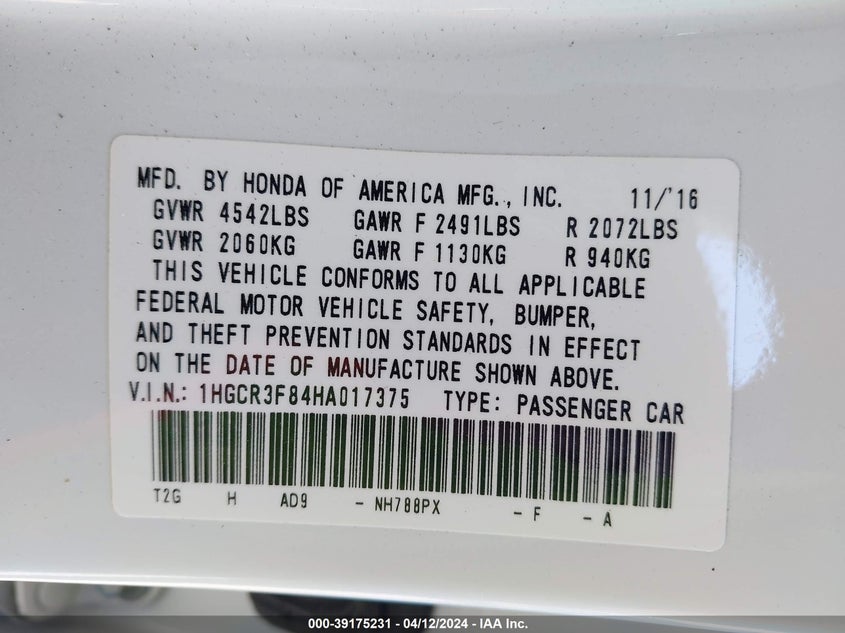 MFD. BY HONDA OF AMERICA MFG., INC. 11/'16
GVWR 4542LBS GAWR F 2491LBS R 2072LBS
GVWR 2060KG GAWR F 1130KG R 940KG
THIS VEHICLE CONFORMS TO ALL APPLICABLE
FEDERAL MOTOR VEHICLE SAFETY, BUMPER,
AND THEFT PREVENTION STANDARDS IN EFFECT
ON THE DATE OF MANUFACTURE SHOWN ABOVE.
V.I.N.: 1HGCR3F84HA017375 TYPE: PASSENGER CAR
T2G H AD9 - NH788PX - F - A
000-39175231 - 04/12/2024 - IAA Inc.